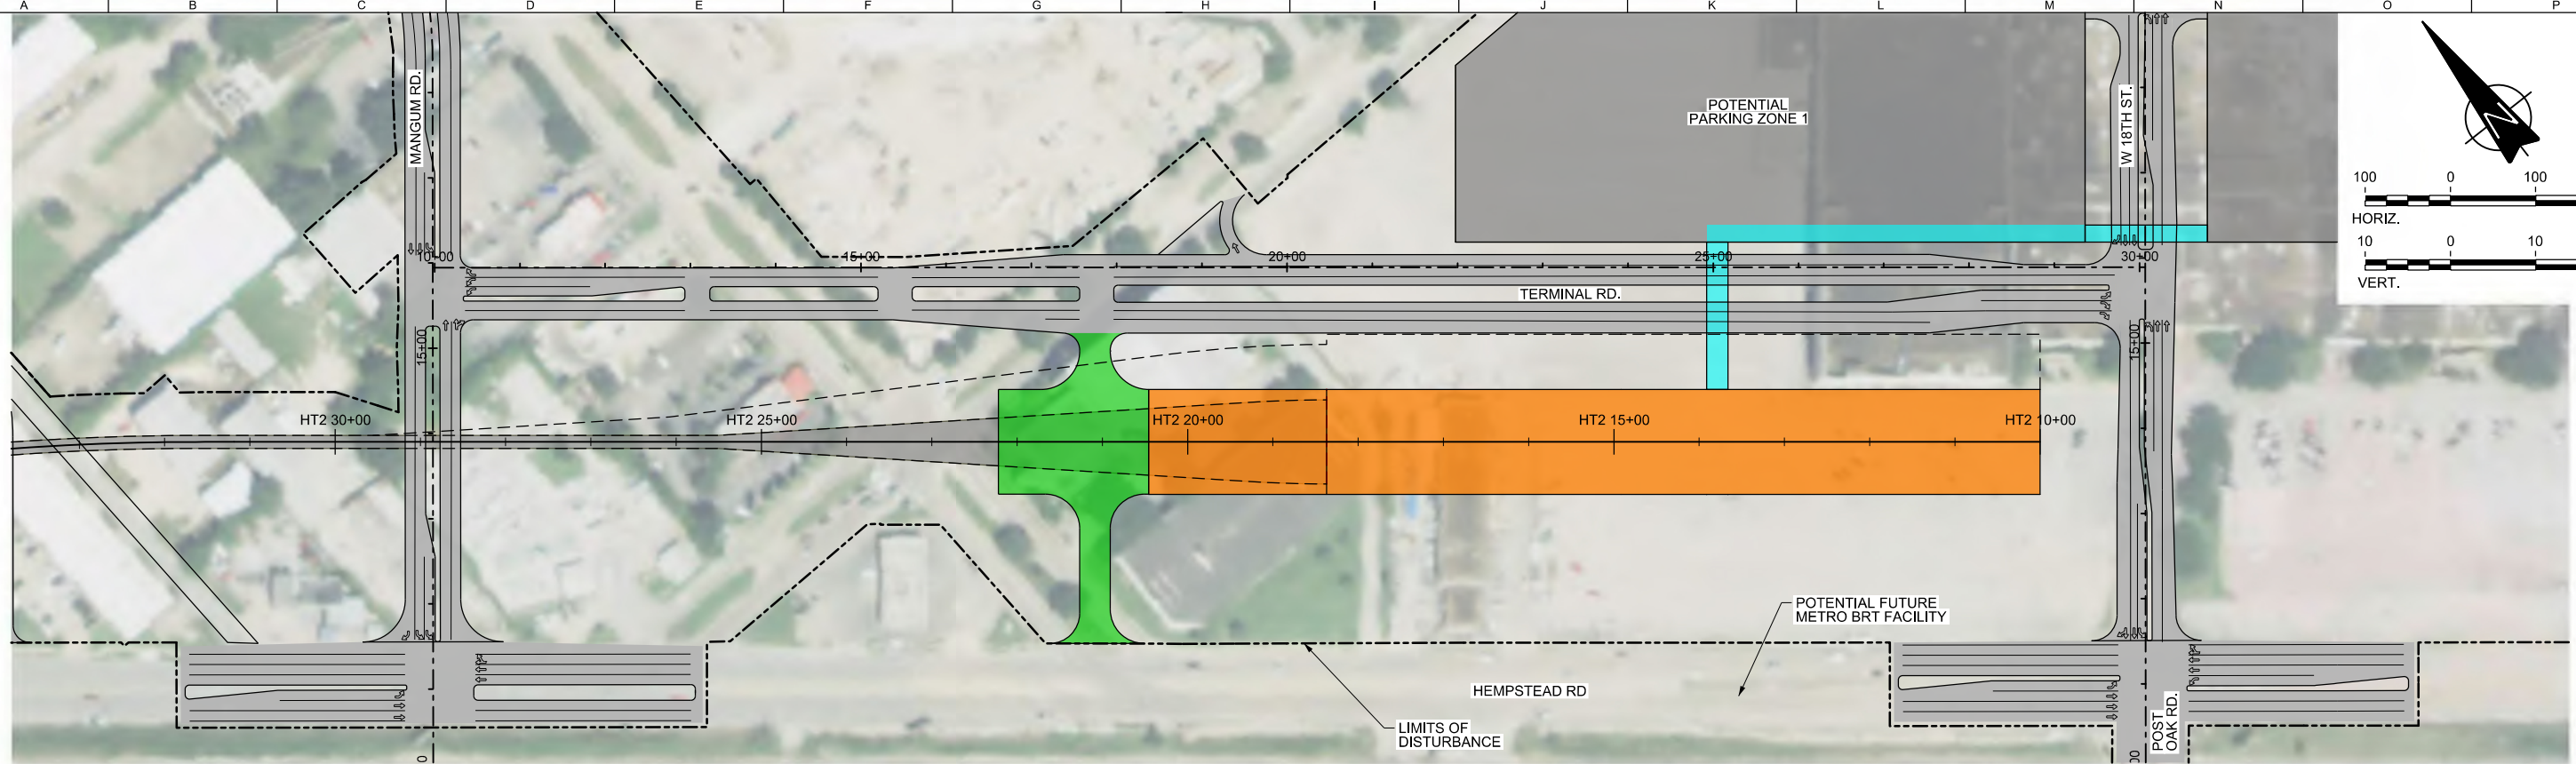 A B C D E F G H I J K L M N O P
MANGUM RD.
POTENTIAL
PARKING ZONE 1
W 18TH ST.
100 0 100
HORIZ.
10 0 10
VERT.
10+00
15+00
20+00
25+00
30+00
TERMINAL RD.
15+00
15+00
HT2 30+00
HT2 25+00
HT2 20+00
HT2 15+00
HT2 10+00
POTENTIAL FUTURE
METRO BRT FACILITY
HEMPSTEAD RD
LIMITS OF
DISTURBANCE
POST
OAK RD.